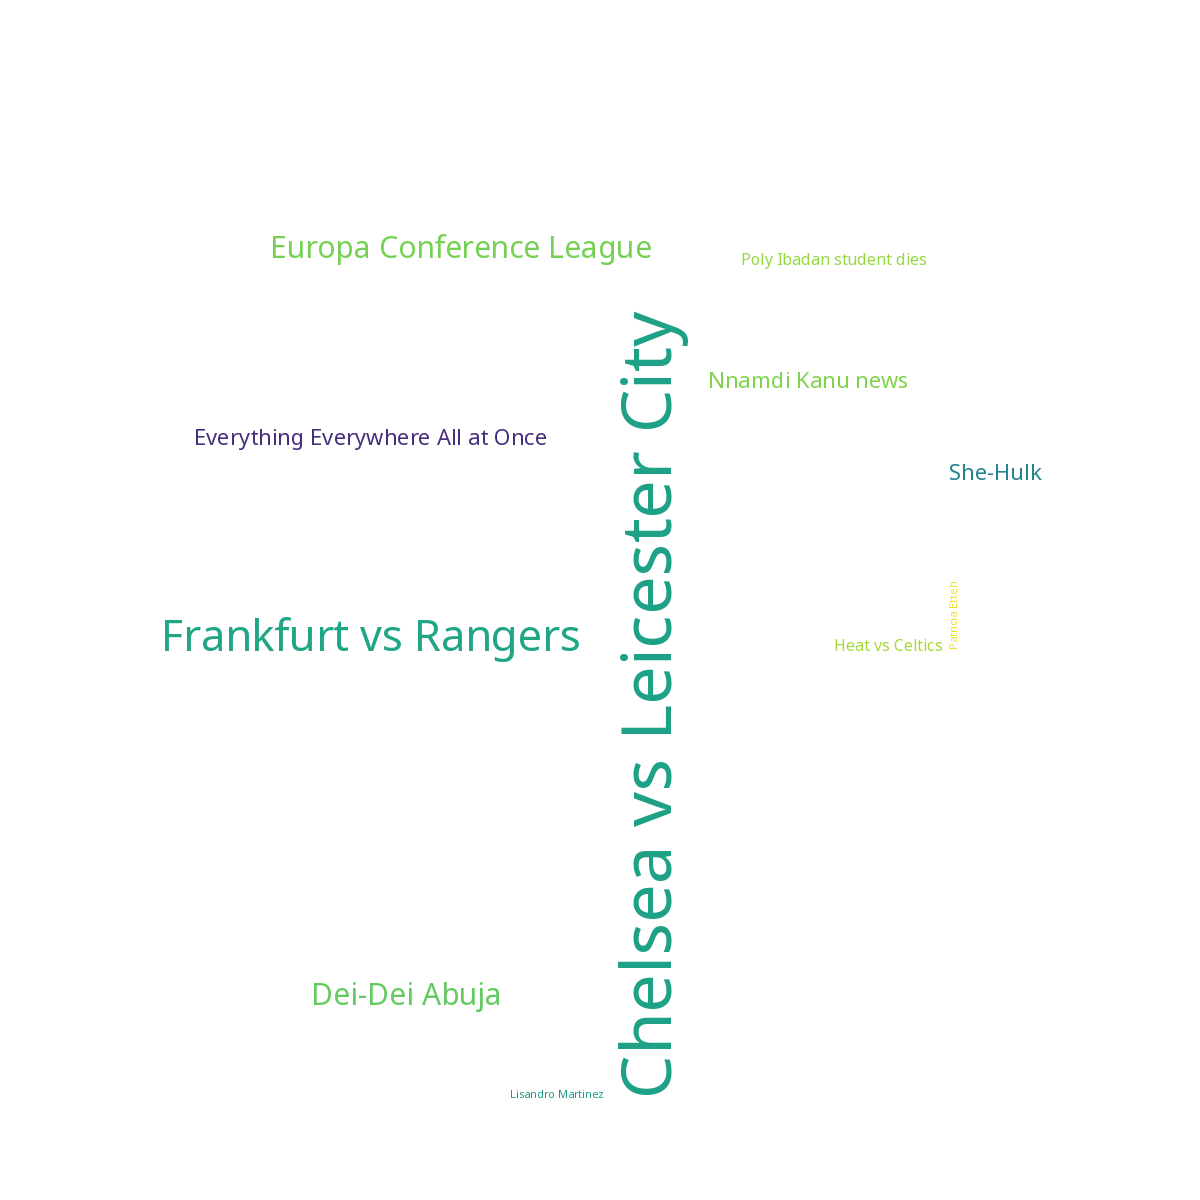 Europa Conference League
Poly Ibadan student dies
Nnamdi Kanu news
Everything Everywhere All at Once
She-Hulk
Chelsea vs Leicester City
Frankfurt vs Rangers
Heat vs Celtics
Patricia Etteh
Dei-Dei Abuja
Lisandro Martinez